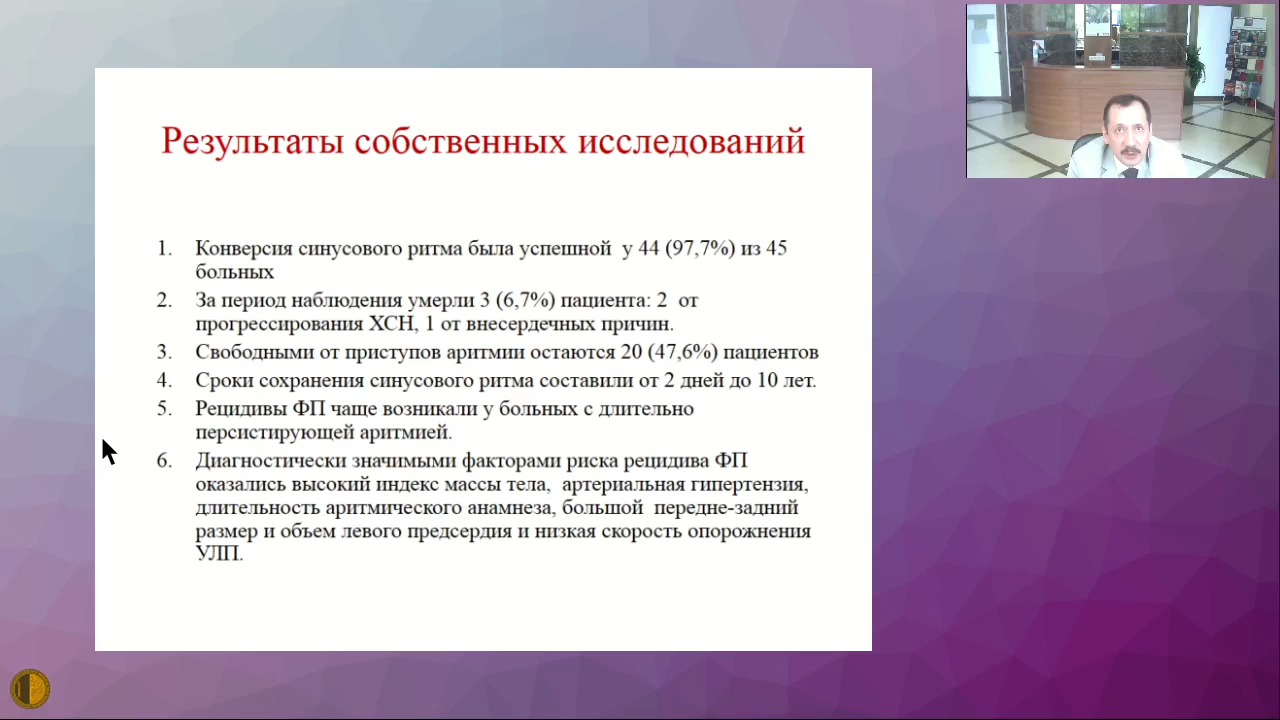 Результаты собственных исследований
1. Конверсия синусового ритма была успешной у 44 (97,7%) из 45
больных
2. За период наблюдения умерли 3 (6,7%) пациента: 2 от
прогрессирования ХСН, 1 от внесердечных причин.
3. Свободными от приступов аритмии остаются 20 (47,6%) пациентов
4. Сроки сохранения синусового ритма составили от 2 дней до 10 лет.
5. Рецидивы ФП чаще возникали у больных с длительно
персистирующей аритмией.
6. Диагностически значимыми факторами риска рецидива ФП
оказались высокий индекс массы тела, артериальная гипертензия,
длительность аритмического анамнеза, большой передне-задний
размер и объем левого предсердия и низкая скорость опорожнения
УЛП.